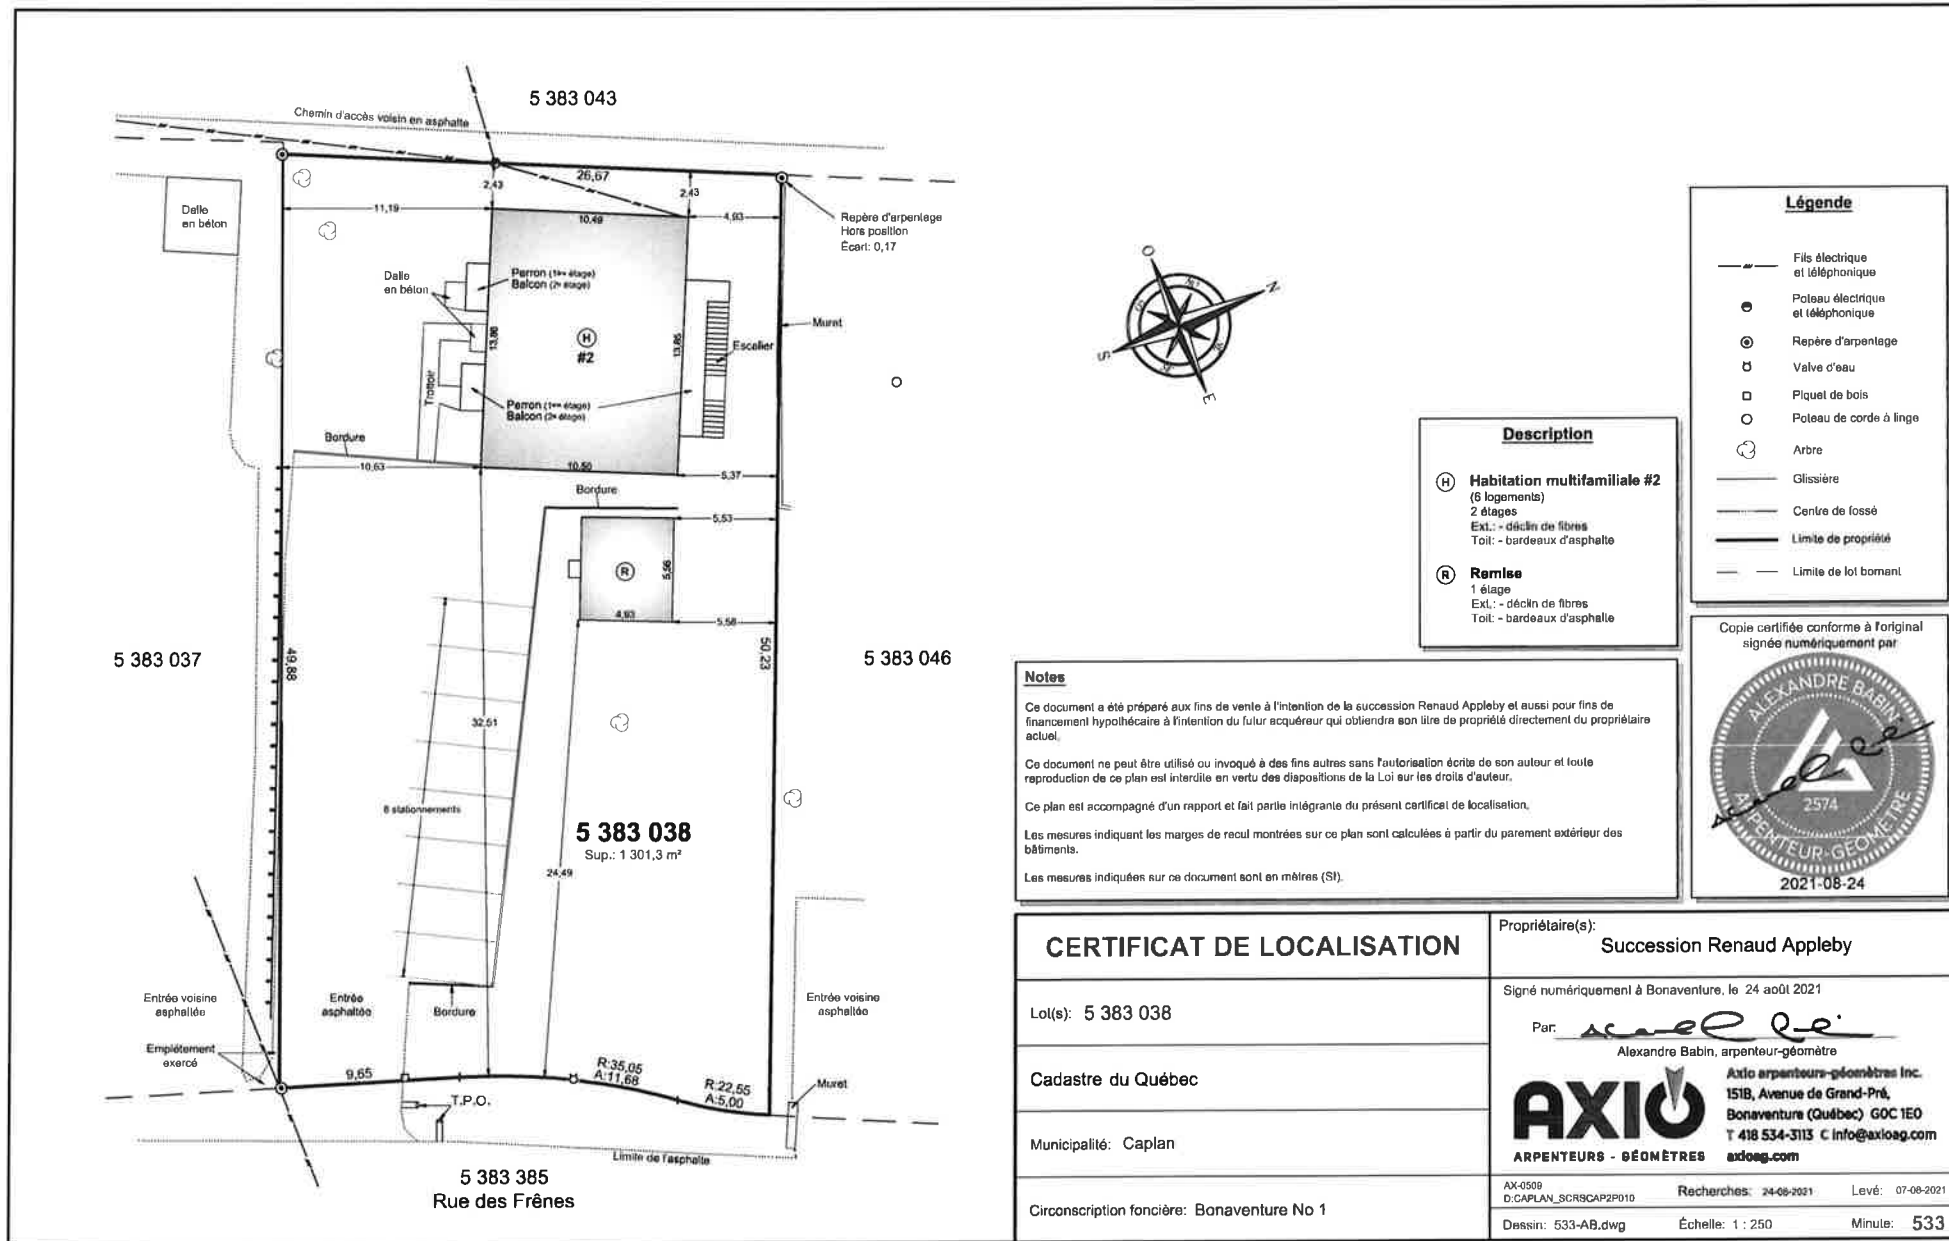 5 383 043
Chemin d'accès voisin en asphalte
26,67
2,43
2,43
11,19
10,49
4,93
Dalle
en béton
Repère d'arpentage
Hors position
Écart: 0,17
Dalle
en béton
Perron (1er étage)
Balcon (2e étage)
13,86
H
#2
13,85
Muret
Escalier
Trottoir
Perron (1er étage)
Balcon (2e étage)
Bordure
10,63
10,50
5,37
Bordure
5,53
R
5,56
4,93
5,58
5 383 037
49,88
50,23
5 383 046
32,51
8 stationnements
5 383 038
Sup.: 1 301,3 m²
24,49
Entrée voisine
asphaltée
Entrée
asphaltée
Bordure
Entrée voisine
asphaltée
Empiètement
exercé
9,65
R:35,05
A:11,68
R:22,55
A:5,00
Muret
T.P.O.
Limite de l'asphalte
5 383 385
Rue des Frênes
O
N
S
E
Légende
Fils électrique
et téléphonique
Poteau électrique
et téléphonique
Repère d'arpentage
Valve d'eau
Piquet de bois
Poteau de corde à linge
Arbre
Glissière
Centre de fossé
Limite de propriété
Limite de lot bornant
Description
H Habitation multifamiliale #2
(6 logements)
2 étages
Ext.: - déclin de fibres
Toit: - bardeaux d'asphalte
R Remise
1 étage
Ext.: - déclin de fibres
Toit: - bardeaux d'asphalte
Notes
Ce document a été préparé aux fins de vente à l'intention de la succession Renaud Appleby et aussi pour fins de
financement hypothécaire à l'intention du futur acquéreur qui obtiendra son titre de propriété directement du propriétaire
actuel.
Ce document ne peut être utilisé ou invoqué à des fins autres sans l'autorisation écrite de son auteur et toute
reproduction de ce plan est interdite en vertu des dispositions de la Loi sur les droits d'auteur.
Ce plan est accompagné d'un rapport et fait partie intégrante du présent certificat de localisation.
Les mesures indiquant les marges de recul montrées sur ce plan sont calculées à partir du parement extérieur des
bâtiments.
Les mesures indiquées sur ce document sont en mètres (SI).
Copie certifiée conforme à l'original
signée numériquement par
ALEXANDRE BABIN
2574
ARPENTEUR-GÉOMÈTRE
2021-08-24
CERTIFICAT DE LOCALISATION
Lot(s): 5 383 038
Cadastre du Québec
Municipalité: Caplan
Circonscription foncière: Bonaventure No 1
Propriétaire(s):
Succession Renaud Appleby
Signé numériquement à Bonaventure, le 24 août 2021
Par:
Alexandre Babin, arpenteur-géomètre
AXIO
ARPENTEURS - GÉOMÈTRES
Axio arpenteurs-géomètres inc.
151B, Avenue de Grand-Pré,
Bonaventure (Québec) G0C 1E0
T 418 534-3113 C info@axioag.com
axioag.com
AX-0509
D:CAPLAN_SCRSCAP2P010
Recherches: 24-08-2021
Levé: 07-08-2021
Dessin: 533-AB.dwg
Échelle: 1 : 250
Minute: 533